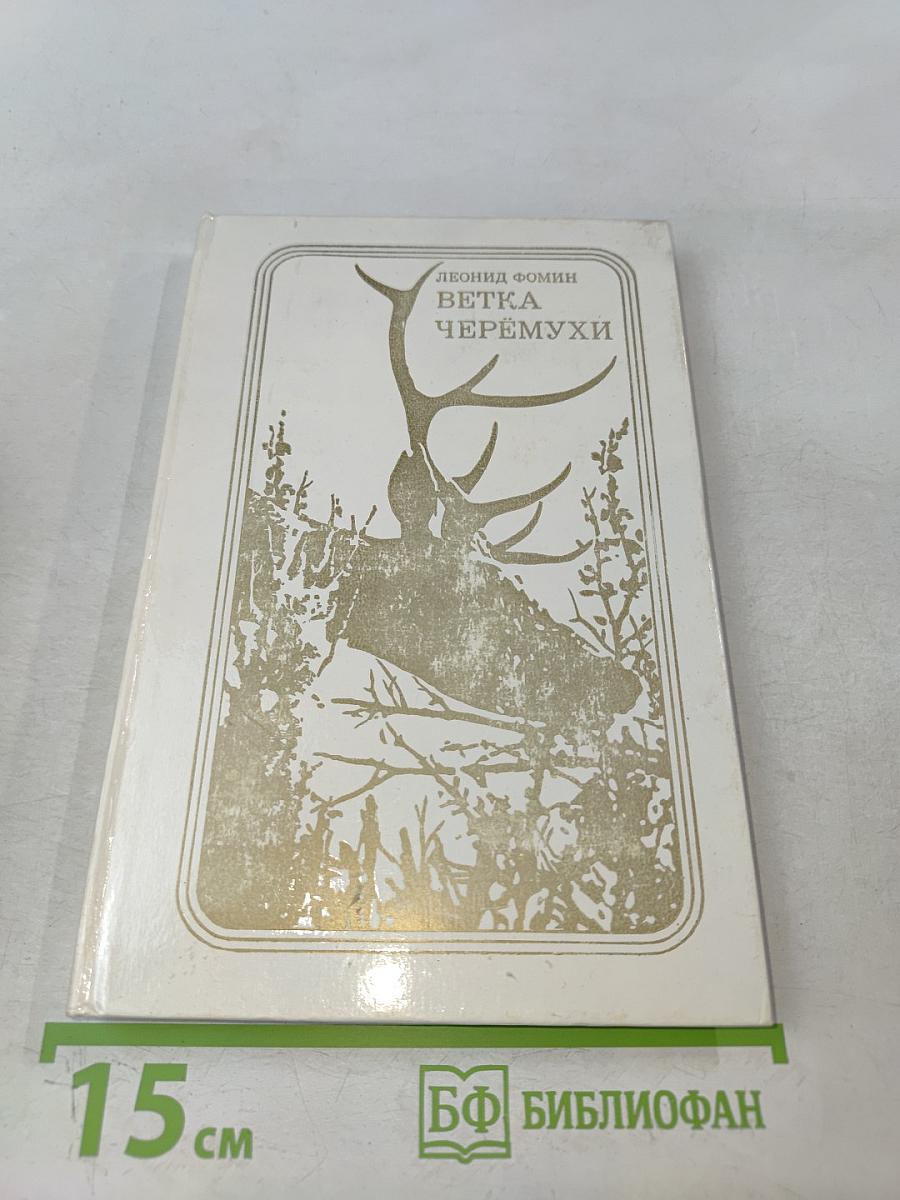 ЛЕОНИД ФОМИН
ВЕТКА
ЧЕРЁМУХИ
15 см
БФ БИБЛИОФАН